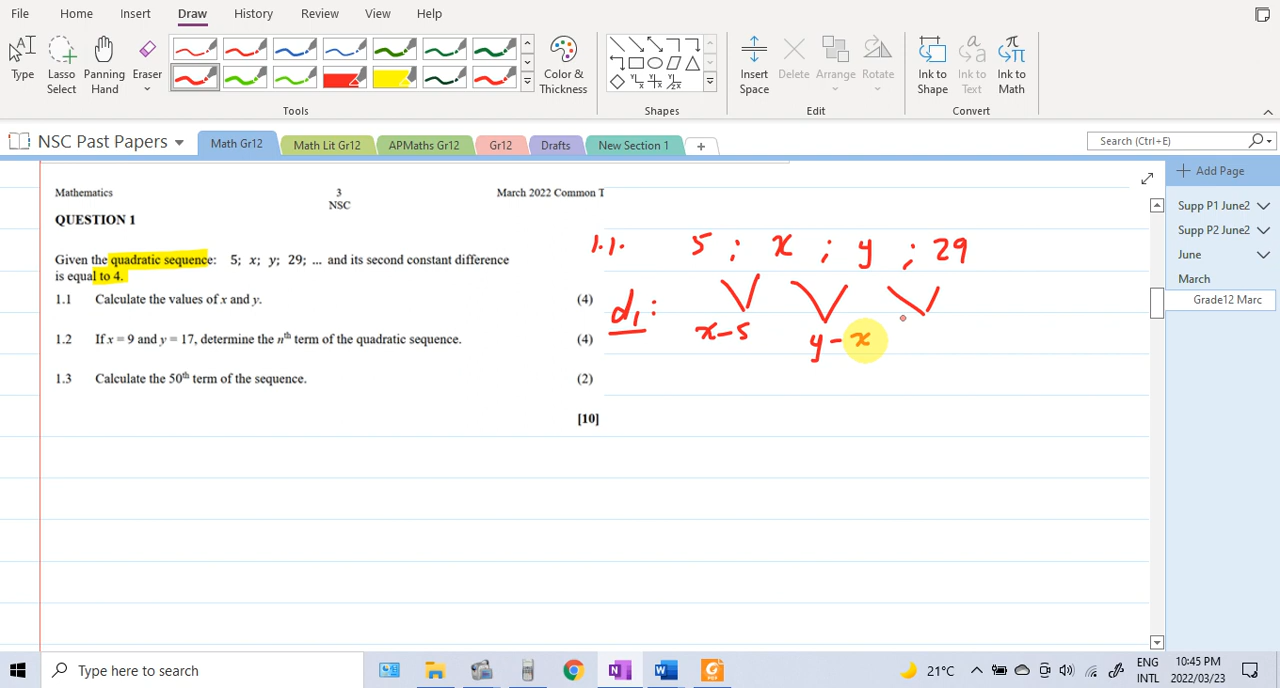 File Home Insert Draw History Review View Help
Type Lasso Select Panning Hand Eraser Color & Thickness Insert Space Delete Arrange Rotate Ink to Shape Ink to Text Ink to Math
Tools Shapes Edit Convert
NSC Past Papers Math Gr12 Math Lit Gr12 APMaths Gr12 Gr12 Drafts New Section 1 + Search (Ctrl+E)
Add Page
Supp P1 June2
Supp P2 June2
June
March
Grade12 Marc
Mathematics 3 March 2022 Common T
NSC
QUESTION 1
Given the quadratic sequence: 5; x; y; 29; ... and its second constant difference
is equal to 4.
1.1 Calculate the values of x and y. (4)
1.2 If x = 9 and y = 17, determine the nth term of the quadratic sequence. (4)
1.3 Calculate the 50th term of the sequence. (2)
[10]
1.1. 5 ; x ; y ; 29
d1: x-5 y-x
Type here to search 21°C ENG INTL 10:45 PM 2022/03/23